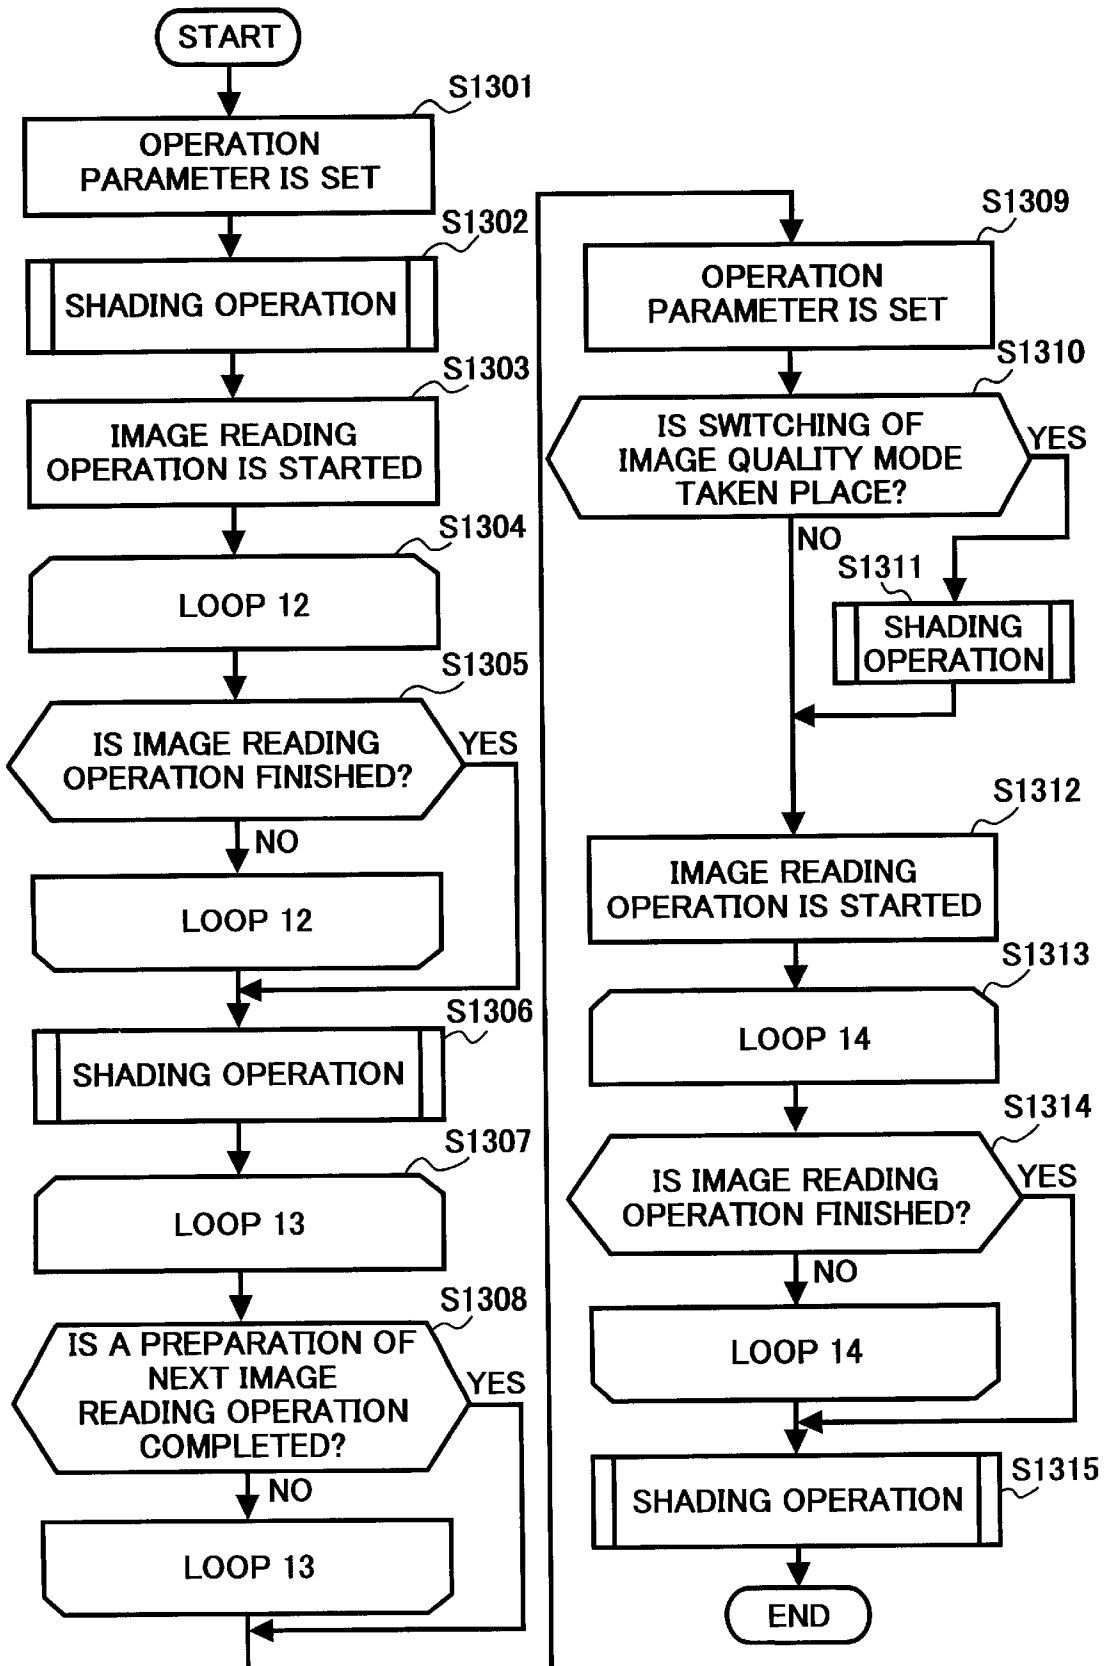 START
S1301
OPERATION
PARAMETER IS SET
S1302
SHADING OPERATION
S1303
IMAGE READING
OPERATION IS STARTED
S1304
LOOP 12
S1305
IS IMAGE READING
OPERATION FINISHED?
YES
NO
LOOP 12
S1306
SHADING OPERATION
S1307
LOOP 13
S1308
IS A PREPARATION OF
NEXT IMAGE
READING OPERATION
COMPLETED?
YES
NO
LOOP 13
S1309
OPERATION
PARAMETER IS SET
S1310
IS SWITCHING OF
IMAGE QUALITY MODE
TAKEN PLACE?
YES
NO
S1311
SHADING
OPERATION
S1312
IMAGE READING
OPERATION IS STARTED
S1313
LOOP 14
S1314
IS IMAGE READING
OPERATION FINISHED?
YES
NO
LOOP 14
S1315
SHADING OPERATION
END